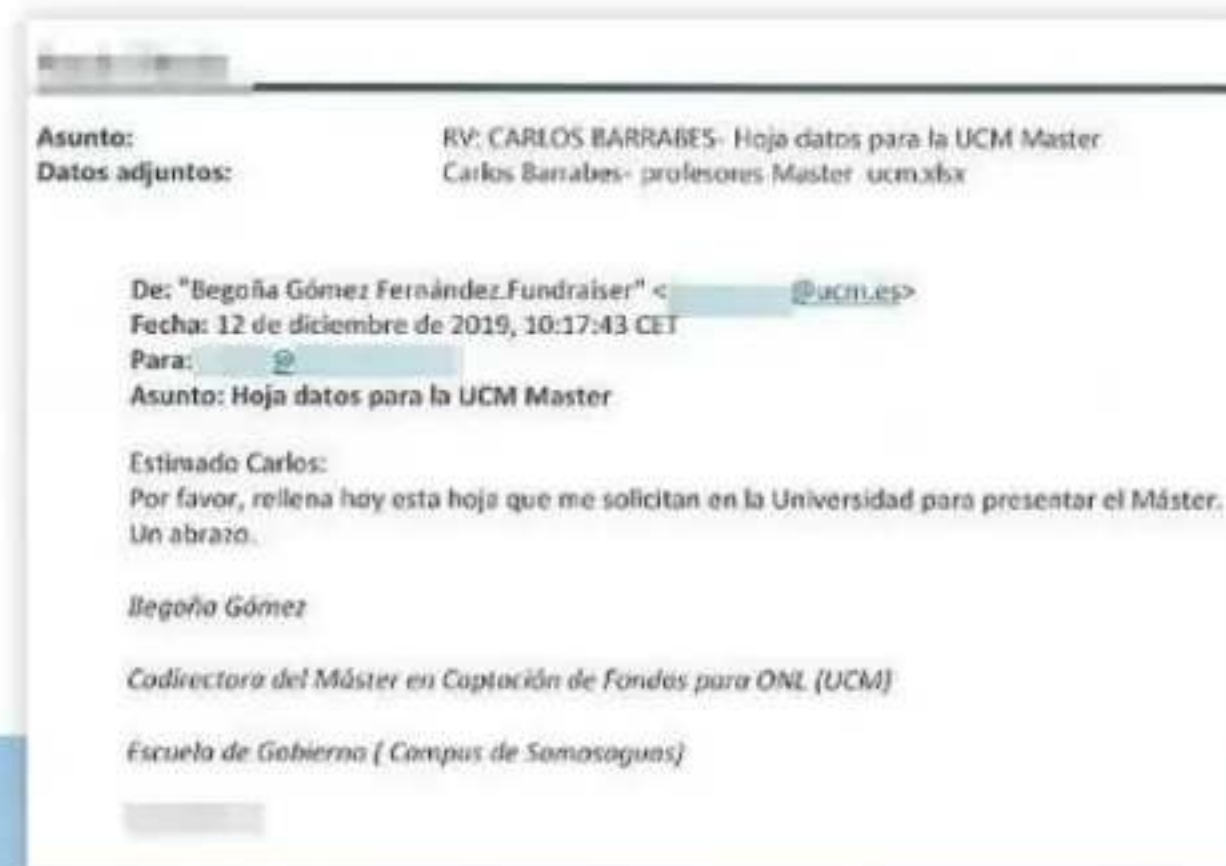 Asunto: RV: CARLOS BARRABES- Hoja datos para la UCM Master
Datos adjuntos: Carlos Barrabes- profesores Master ucm.xlsx
De: "Begoña Gómez Fernández.Fundraiser" < @ucm.es>
Fecha: 12 de diciembre de 2019, 10:17:43 CET
Para: @
Asunto: Hoja datos para la UCM Master
Estimado Carlos:
Por favor, rellena hoy esta hoja que me solicitan en la Universidad para presentar el Máster.
Un abrazo.
Begoña Gómez
Codirectora del Máster en Captación de Fondos para ONL (UCM)
Escuela de Gobierno ( Campus de Somosaguas)